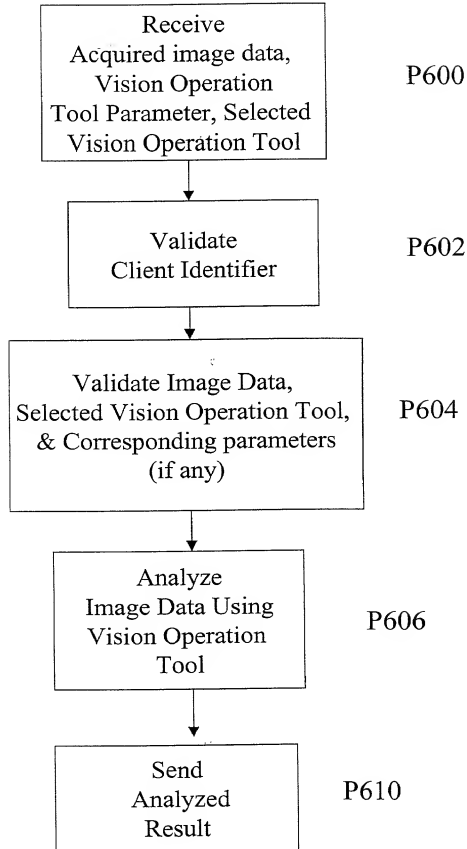 Receive
Acquired image data,
Vision Operation
Tool Parameter, Selected
Vision Operation Tool
P600
Validate
Client Identifier
P602
Validate Image Data,
Selected Vision Operation Tool,
& Corresponding parameters
(if any)
P604
Analyze
Image Data Using
Vision Operation
Tool
P606
Send
Analyzed
Result
P610